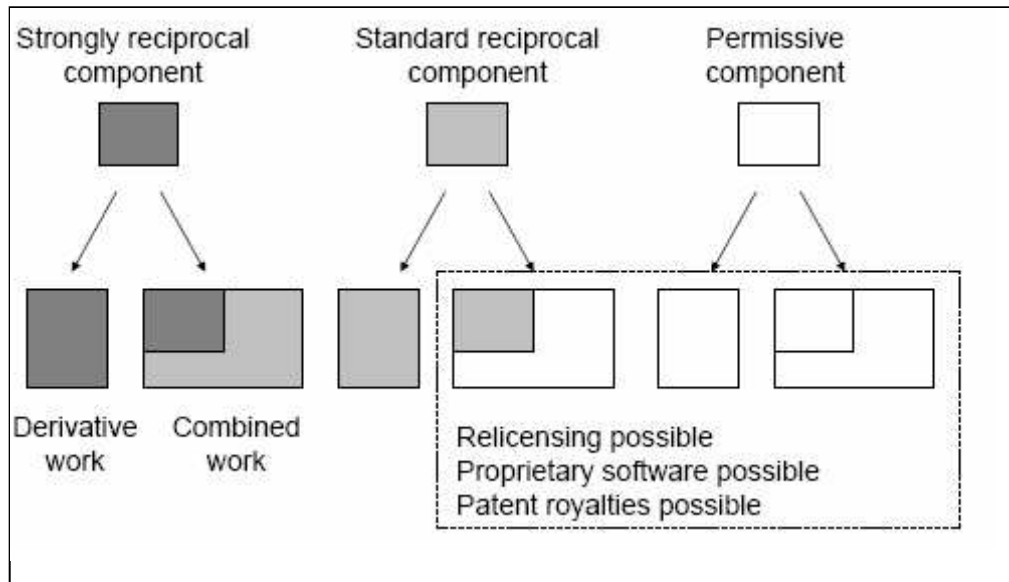 Strongly reciprocal
component
Standard reciprocal
component
Permissive
component
Derivative
work
Combined
work
Relicensing possible
Proprietary software possible
Patent royalties possible